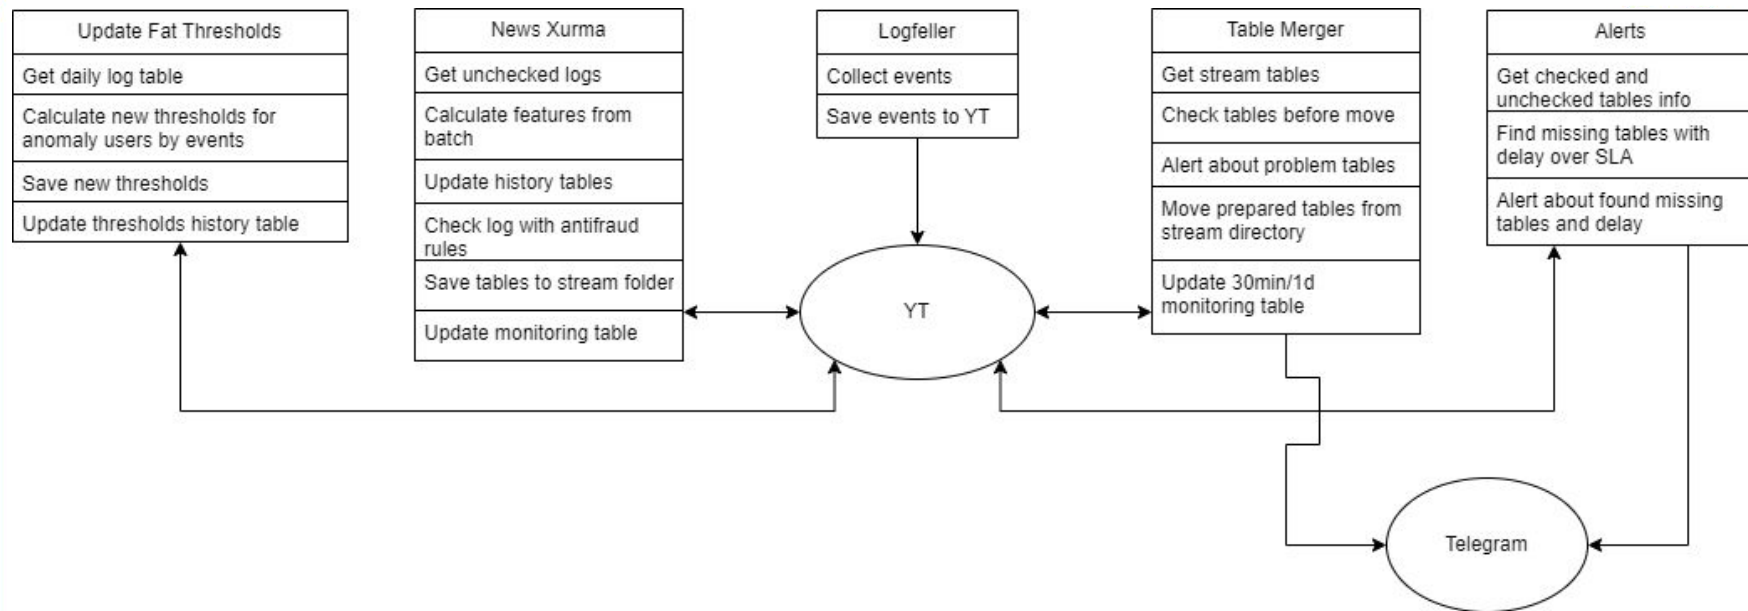 Update Fat Thresholds
Get daily log table
Calculate new thresholds for
anomaly users by events
Save new thresholds
Update thresholds history table
News Xurma
Get unchecked logs
Calculate features from
batch
Update history tables
Check log with antifraud
rules
Save tables to stream folder
Update monitoring table
Logfeller
Collect events
Save events to YT
Table Merger
Get stream tables
Check tables before move
Alert about problem tables
Move prepared tables from
stream directory
Update 30min/1d
monitoring table
Alerts
Get checked and
unchecked tables info
Find missing tables with
delay over SLA
Alert about found missing
tables and delay
YT
Telegram